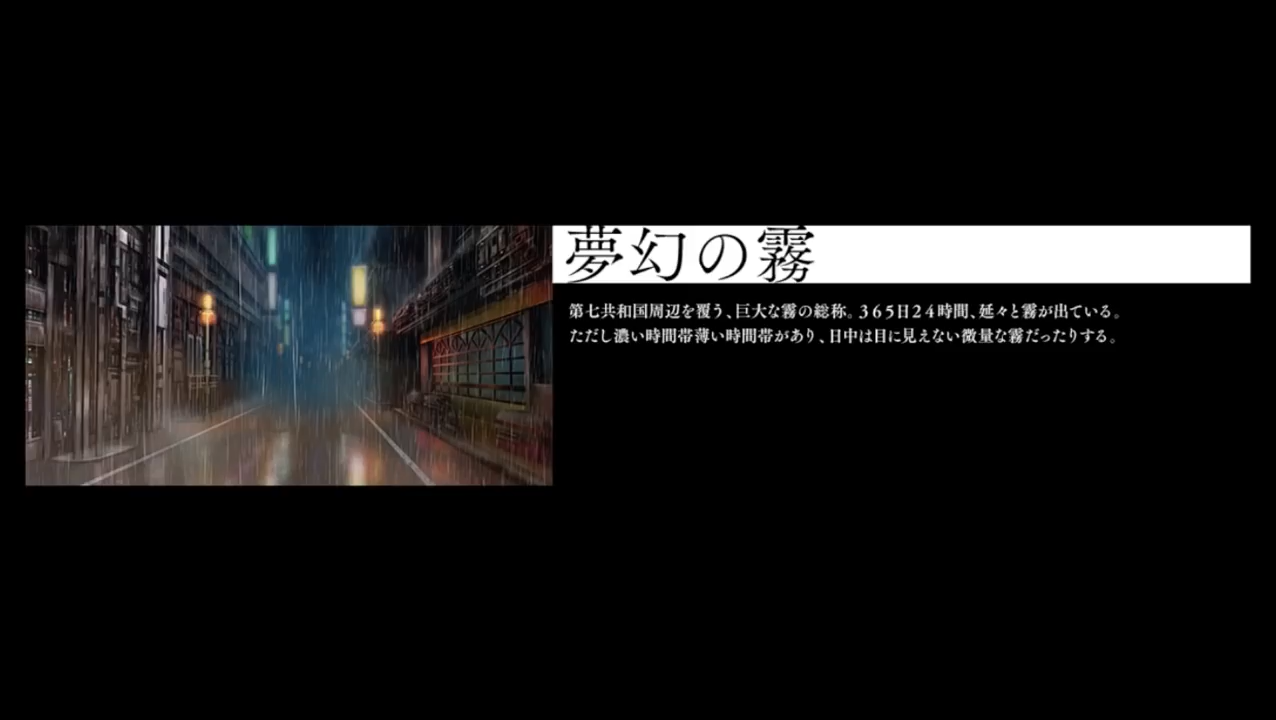 夢幻の霧
第七共和国周辺を覆う、巨大な霧の総称。365日24時間、延々と霧が出ている。
ただし濃い時間帯薄い時間帯があり、日中は目に見えない微量な霧だったりする。